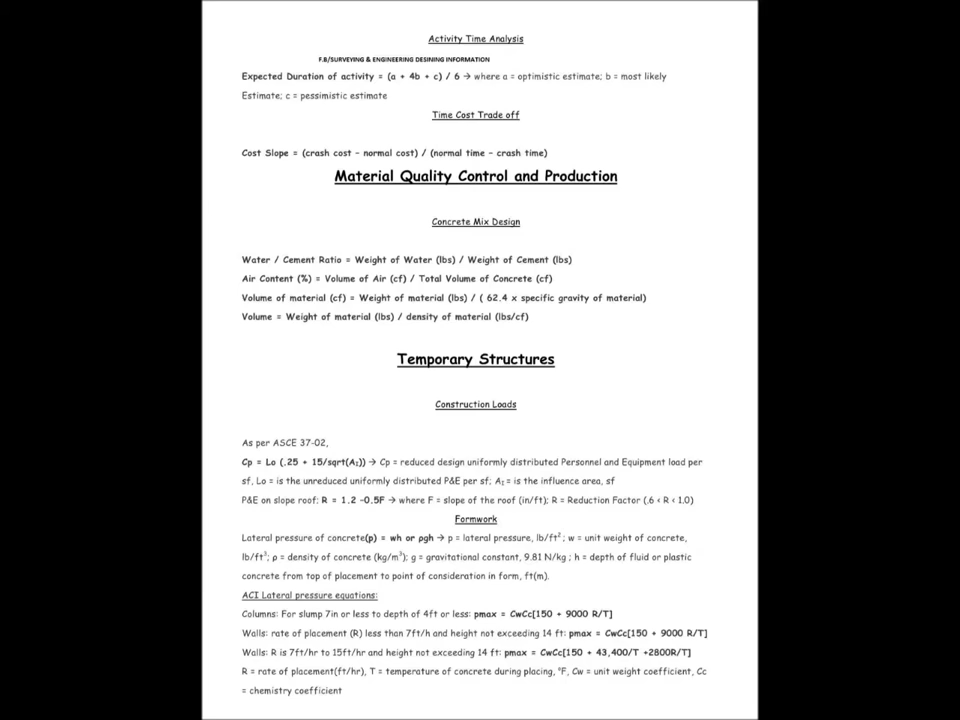 Activity Time Analysis
F.B/SURVEYING & ENGINEERING DESINING INFORMATION
Expected Duration of activity = (a + 4b + c) / 6 → where a = optimistic estimate; b = most likely
Estimate; c = pessimistic estimate
Time Cost Trade off
Cost Slope = (crash cost – normal cost) / (normal time – crash time)
Material Quality Control and Production
Concrete Mix Design
Water / Cement Ratio = Weight of Water (lbs) / Weight of Cement (lbs)
Air Content (%) = Volume of Air (cf) / Total Volume of Concrete (cf)
Volume of material (cf) = Weight of material (lbs) / ( 62.4 x specific gravity of material)
Volume = Weight of material (lbs) / density of material (lbs/cf)
Temporary Structures
Construction Loads
As per ASCE 37-02,
Cp = Lo (.25 + 15/sqrt(A_I)) → Cp = reduced design uniformly distributed Personnel and Equipment load per
sf, Lo = is the unreduced uniformly distributed P&E per sf; A_I = is the influence area, sf
P&E on slope roof: R = 1.2 –0.5F → where F = slope of the roof (in/ft); R = Reduction Factor (.6 < R < 1.0)
Formwork
Lateral pressure of concrete(p) = wh or ρgh → p = lateral pressure, lb/ft²; w = unit weight of concrete,
lb/ft³; ρ = density of concrete (kg/m³); g = gravitational constant, 9.81 N/kg ; h = depth of fluid or plastic
concrete from top of placement to point of consideration in form, ft(m).
ACI Lateral pressure equations:
Columns: For slump 7in or less to depth of 4ft or less: pmax = CwCc[150 + 9000 R/T]
Walls: rate of placement (R) less than 7ft/h and height not exceeding 14 ft: pmax = CwCc[150 + 9000 R/T]
Walls: R is 7ft/hr to 15ft/hr and height not exceeding 14 ft: pmax = CwCc[150 + 43,400/T +2800R/T]
R = rate of placement(ft/hr), T = temperature of concrete during placing, °F, Cw = unit weight coefficient, Cc
= chemistry coefficient